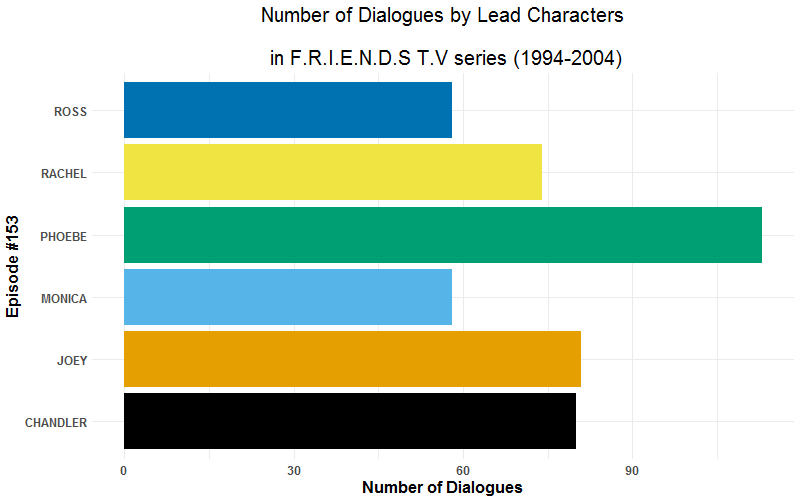 Number of Dialogues by Lead Characters
in F.R.I.E.N.D.S T.V series (1994-2004)
Episode #153
ROSS
RACHEL
PHOEBE
MONICA
JOEY
CHANDLER
0 30 60 90
Number of Dialogues